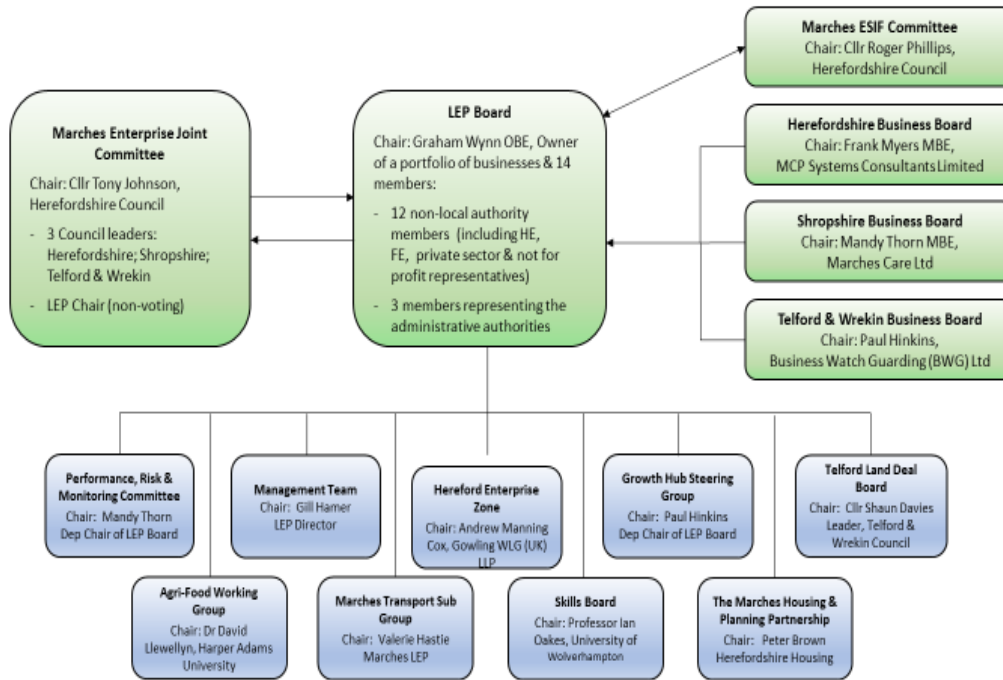 Marches Enterprise Joint
Committee
Chair: Cllr Tony Johnson,
Herefordshire Council
- 3 Council leaders:
Herefordshire; Shropshire;
Telford & Wrekin
- LEP Chair (non-voting)
LEP Board
Chair: Graham Wynn OBE, Owner
of a portfolio of businesses & 14
members:
- 12 non-local authority
members (including HE,
FE, private sector & not for
profit representatives)
- 3 members representing the
administrative authorities
Marches ESIF Committee
Chair: Cllr Roger Phillips,
Herefordshire Council
Herefordshire Business Board
Chair: Frank Myers MBE,
MCP Systems Consultants Limited
Shropshire Business Board
Chair: Mandy Thorn MBE,
Marches Care Ltd
Telford & Wrekin Business Board
Chair: Paul Hinkins,
Business Watch Guarding (BWG) Ltd
Performance, Risk &
Monitoring Committee
Chair: Mandy Thorn
Dep Chair of LEP Board
Management Team
Chair: Gill Hamer
LEP Director
Hereford Enterprise
Zone
Chair: Andrew Manning
Cox, Gowling WLG (UK)
LLP
Growth Hub Steering
Group
Chair: Paul Hinkins
Dep Chair of LEP Board
Telford Land Deal
Board
Chair: Cllr Shaun Davies
Leader, Telford &
Wrekin Council
Agri-Food Working
Group
Chair: Dr David
Llewellyn, Harper Adams
University
Marches Transport Sub
Group
Chair: Valerie Hastie
Marches LEP
Skills Board
Chair: Professor Ian
Oakes, University of
Wolverhampton
The Marches Housing &
Planning Partnership
Chair: Peter Brown
Herefordshire Housing